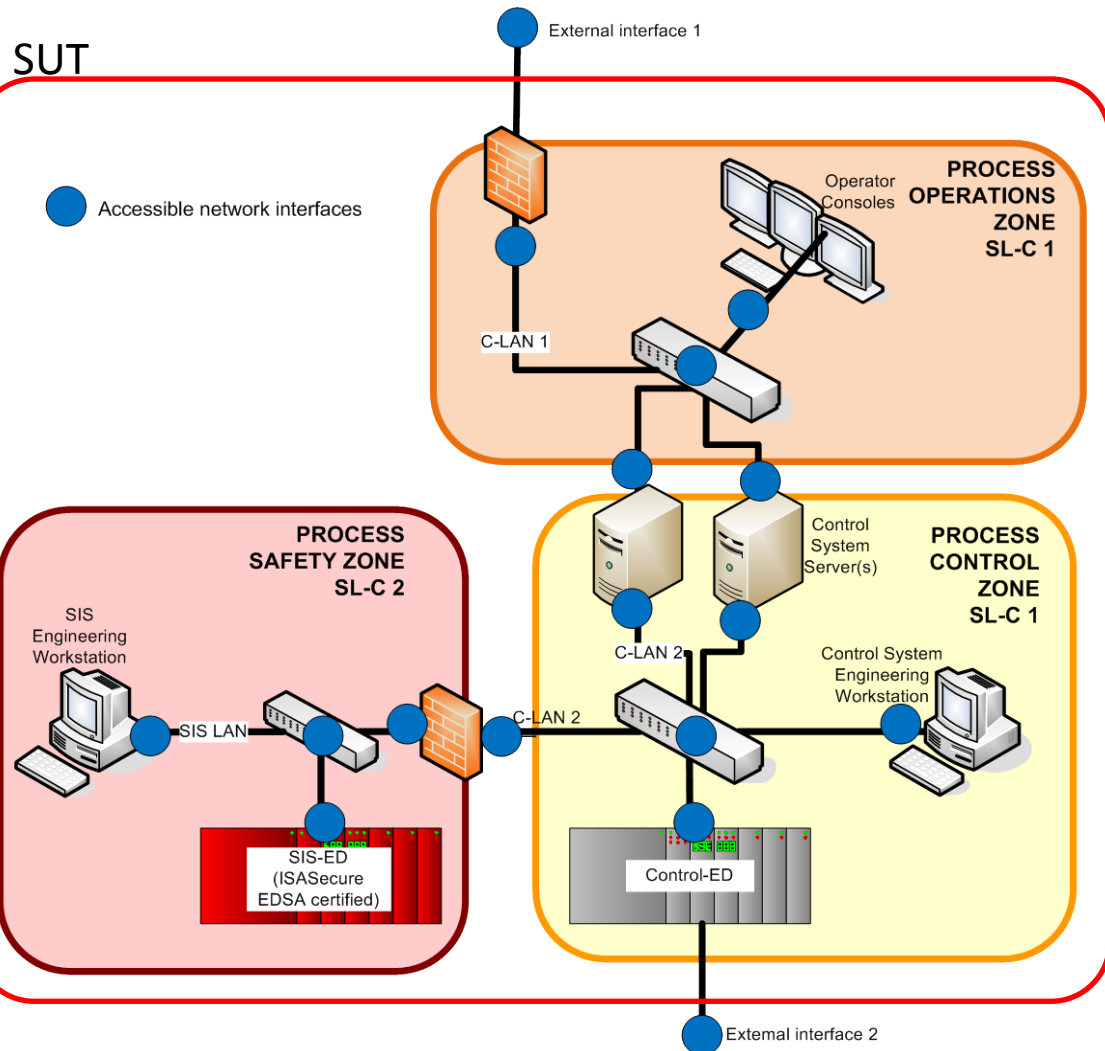 External interface 1
SUT
Accessible network interfaces
PROCESS
OPERATIONS
ZONE
SL-C 1
Operator
Consoles
C-LAN 1
PROCESS
SAFETY ZONE
SL-C 2
SIS
Engineering
Workstation
SIS LAN
SIS-ED
(ISASecure
EDSA certified)
Control
System
Server(s)
PROCESS
CONTROL
ZONE
SL-C 1
C-LAN 2
Control System
Engineering
Workstation
C-LAN 2
Control-ED
External interface 2